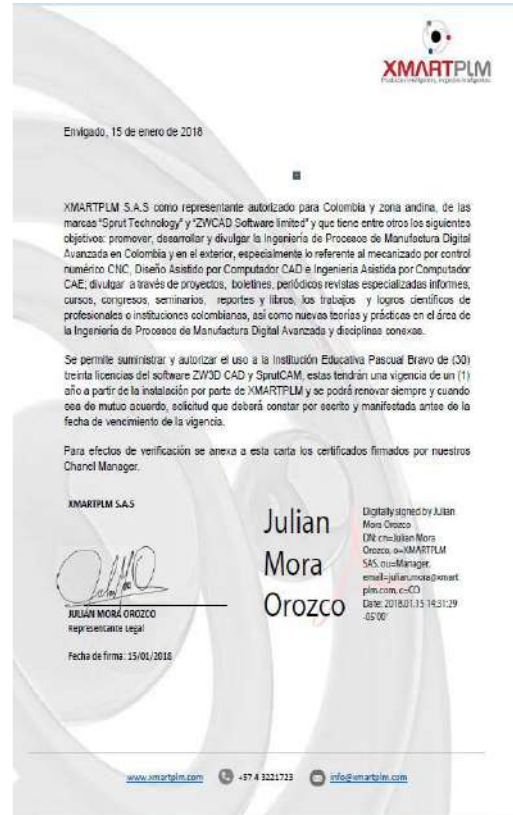 XMARTPLM
Envigado, 15 de enero de 2018
XMARTPLM S.A.S como representante autorizado para Colombia y zona andina, de las
marcas "Sprut Technology" y "ZWCAD Software limited" y que tiene entre otros los siguientes
objetivos: promover, desarrollar y divulgar la Ingeniería de Procesos de Manufactura Digital
Avanzada en Colombia y en el exterior, especialmente lo referente al mecanizado por control
numérico CNC, Diseño Asistido por Computador CAD e Ingeniería Asistida por Computador
CAE; divulgar a través de proyectos, boletines, periódicos revistas especializadas informes,
cursos, congresos, seminarios, reportes y libros, los trabajos y logros científicos de
profesionales o instituciones colombianas, así como nuevas teorías y prácticas en el área de
la Ingeniería de Procesos de Manufactura Digital Avanzada y disciplinas conexas.
Se permite suministrar y autorizar el uso a la Institución Educativa Pascual Bravo de (30)
treinta licencias del software ZW3D CAD y SprutCAM, estas tendrán una vigencia de un (1)
año a partir de la instalación por parte de XMARTPLM y se podrá renovar siempre y cuando
sea de mutuo acuerdo, solicitud que deberá constar por escrito y manifestada antes de la
fecha de vencimiento de la vigencia.
Para efectos de verificación se anexa a esta carta los certificados firmados por nuestros
Chanel Manager.
XMARTPLM S.A.S
JULIÁN MORA OROZCO
Representante Legal
Fecha de firma: 15/01/2018
Julian
Mora
Orozco
Digitally signed by Julian
Mora Orozco
DN: cn=Julian Mora
Orozco, o=XMARTPLM
SAS, ou=Manager,
email=julian.mora@xmart
plm.com, c=CO
Date: 2018.01.15 14:31:29
-05'00'
www.xmartplm.com +57 4 3221723 info@xmartplm.com